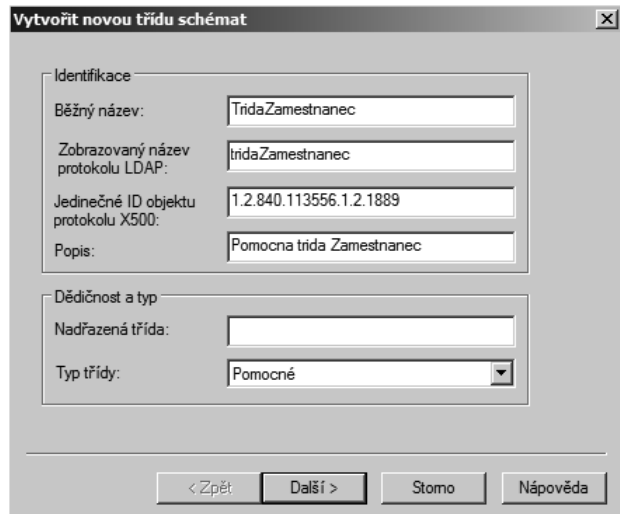 Vytvořit novou třídu schémat
Identifikace
Běžný název: TridaZamestnanec
Zobrazovaný název
protokolu LDAP: tridaZamestnanec
Jedinečné ID objektu
protokolu X500: 1.2.840.113556.1.2.1889
Popis: Pomocna trida Zamestnanec
Dědičnost a typ
Nadřazená třída:
Typ třídy: Pomocné
< Zpět Další > Storno Nápověda